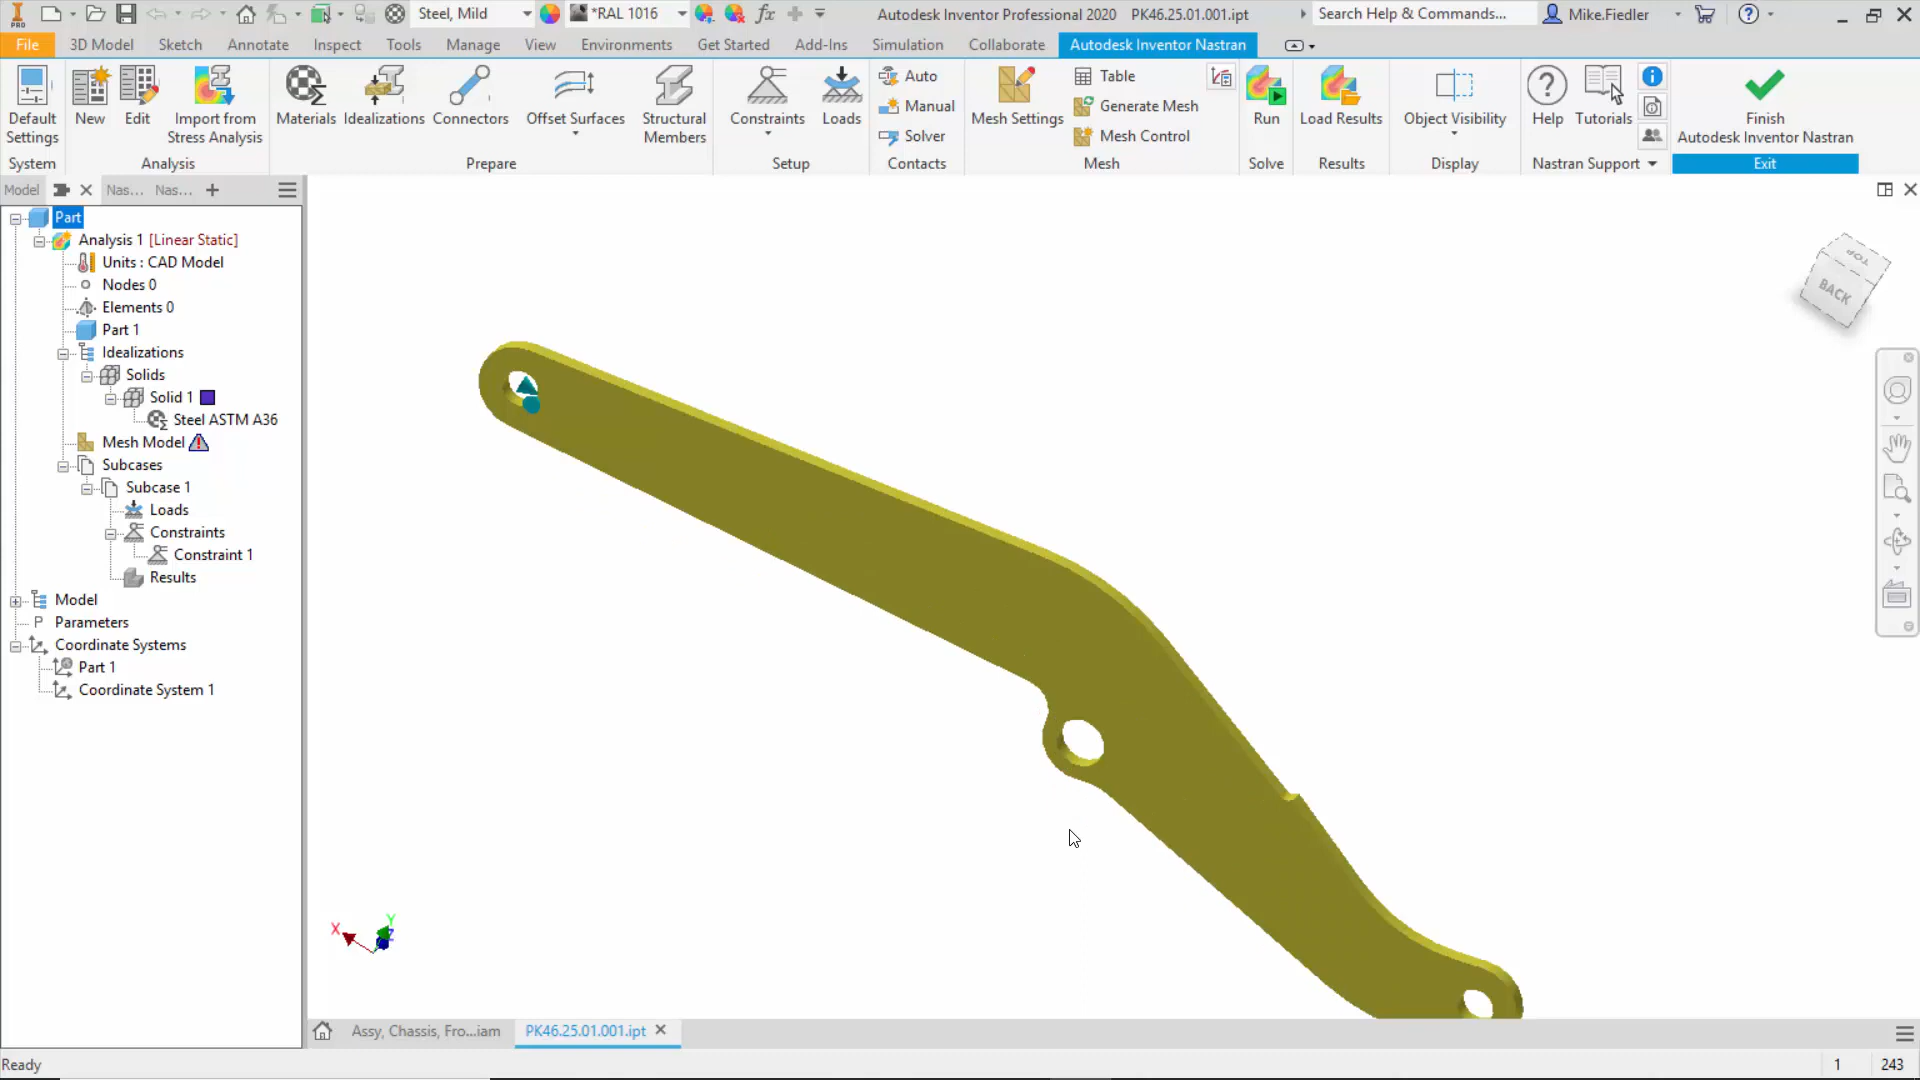 Steel, Mild
*RAL 1016
fx
Autodesk Inventor Professional 2020 PK46.25.01.001.ipt
Search Help & Commands...
Mike.Fiedler
PRO
File
3D Model
Sketch
Annotate
Inspect
Tools
Manage
View
Environments
Get Started
Add-Ins
Simulation
Collaborate
Autodesk Inventor Nastran
Default Settings
New
Edit
Import from Stress Analysis
Materials
Idealizations
Connectors
Offset Surfaces
Structural Members
Constraints
Loads
Auto
Manual
Solver
Mesh Settings
Table
Generate Mesh
Mesh Control
Run
Load Results
Object Visibility
Help
Tutorials
Finish
Autodesk Inventor Nastran
System
Analysis
Prepare
Setup
Contacts
Mesh
Solve
Results
Display
Nastran Support
Exit
Model
Nas...
Nas...
Part
Analysis 1 [Linear Static]
Units : CAD Model
Nodes 0
Elements 0
Part 1
Idealizations
Solids
Solid 1
Steel ASTM A36
Mesh Model
Subcases
Subcase 1
Loads
Constraints
Constraint 1
Results
Model
P Parameters
Coordinate Systems
Part 1
Coordinate System 1
TOP
BACK
X
Y
Z
Assy, Chassis, Fro...iam
PK46.25.01.001.ipt
Ready
1
243